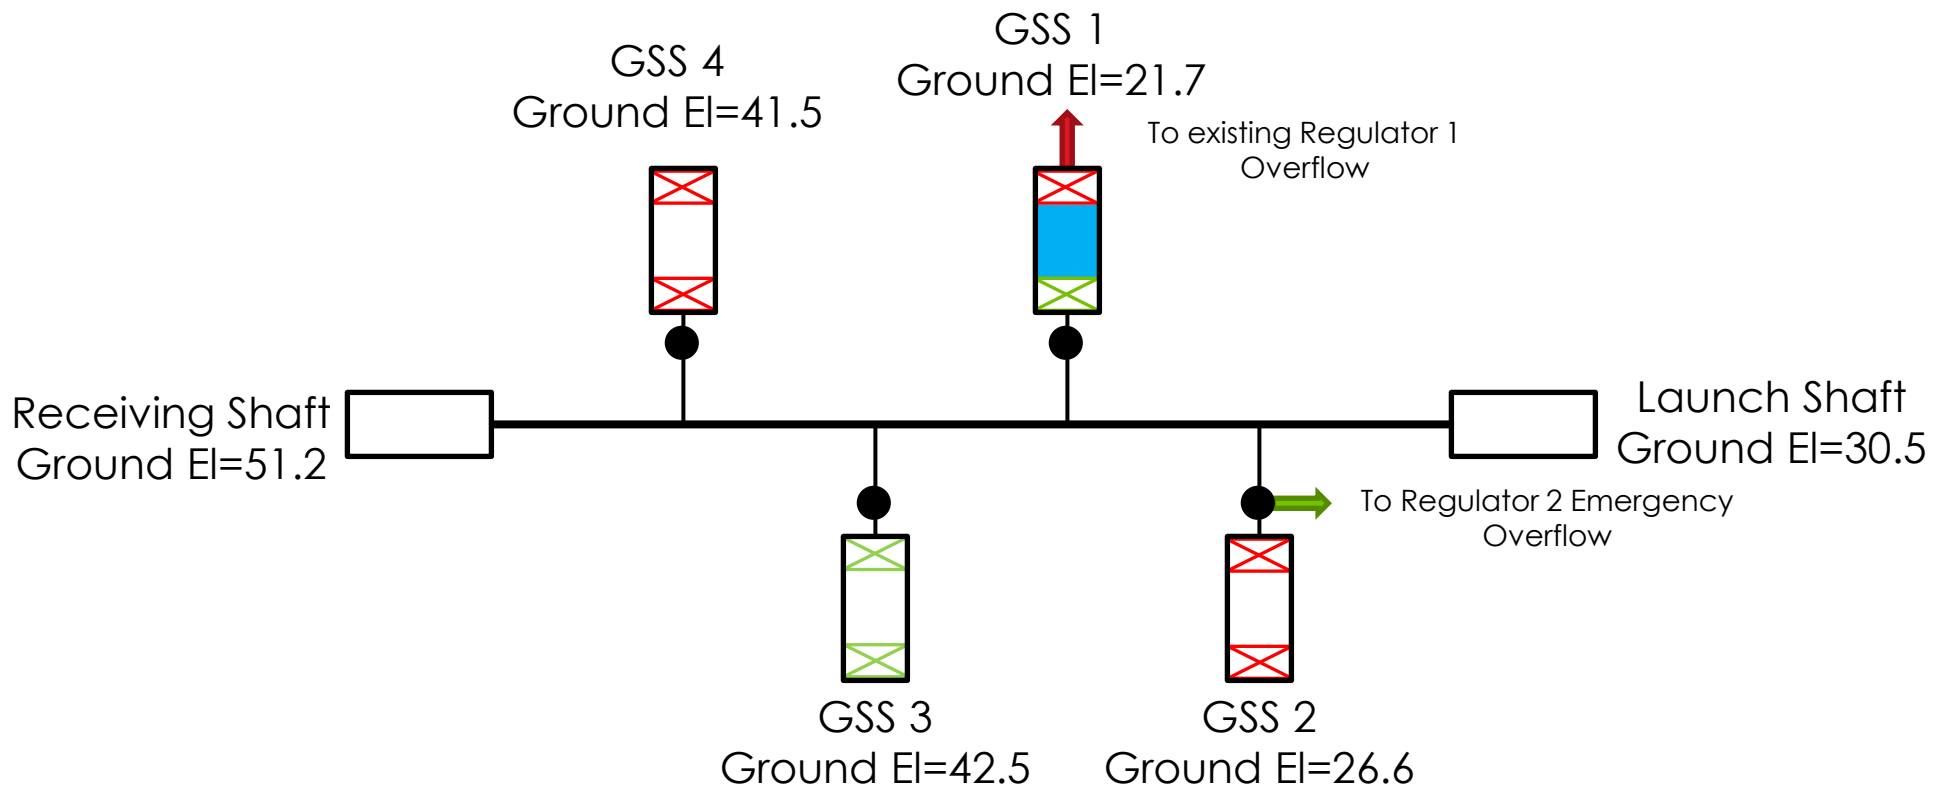 GSS 4
Ground El=41.5
GSS 1
Ground El=21.7
To existing Regulator 1
Overflow
Receiving Shaft
Ground El=51.2
Launch Shaft
Ground El=30.5
To Regulator 2 Emergency
Overflow
GSS 3
Ground El=42.5
GSS 2
Ground El=26.6